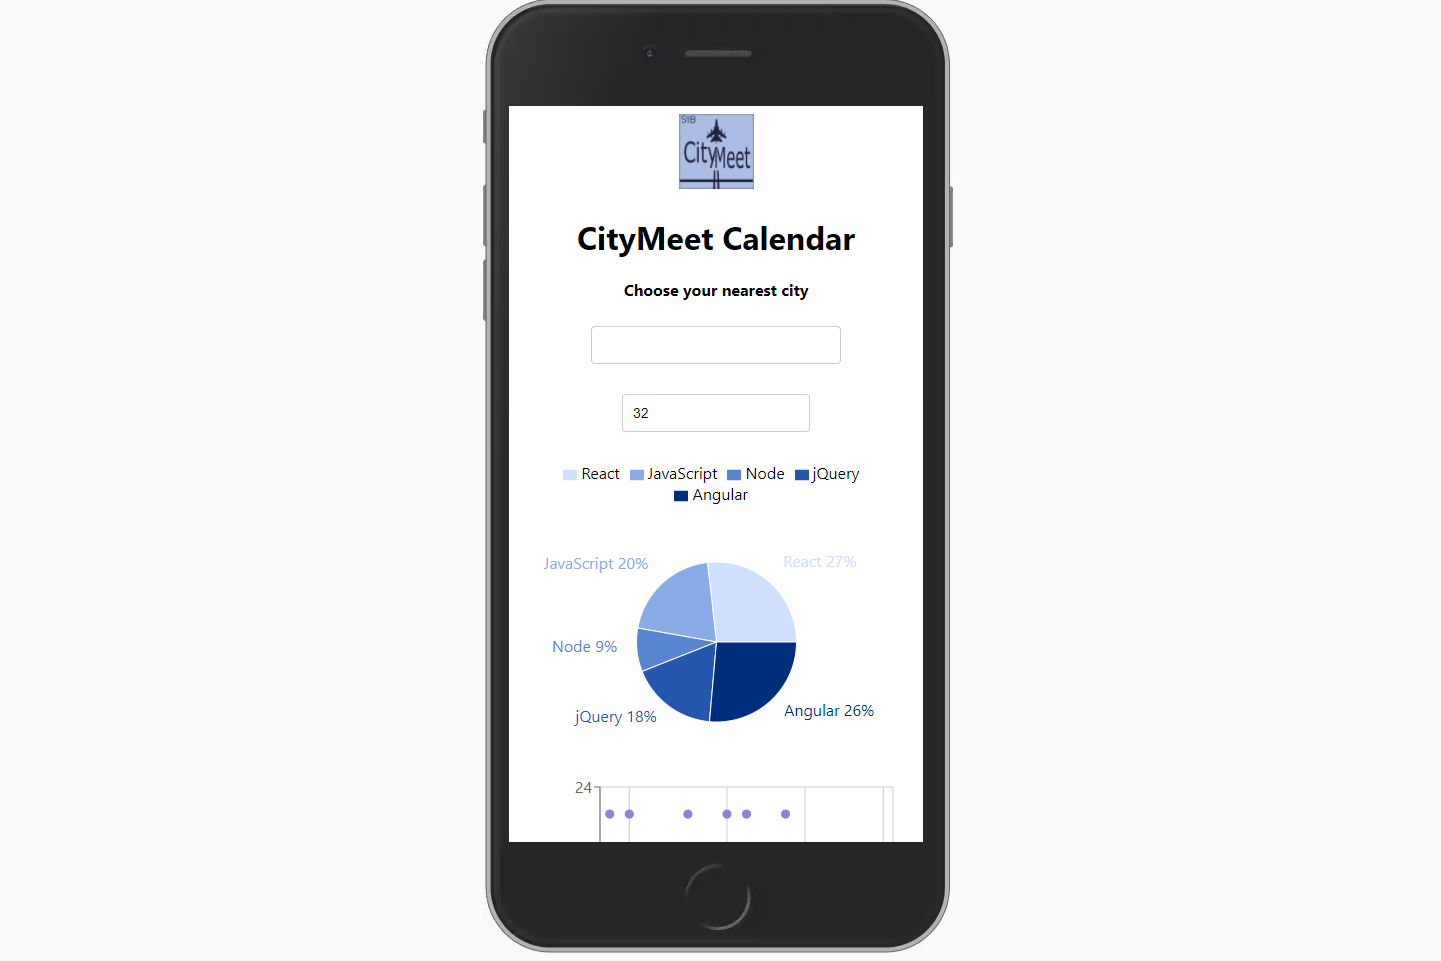 SYB
CityMeet
CityMeet Calendar
Choose your nearest city
32
React JavaScript Node jQuery
Angular
JavaScript 20%
React 27%
Node 9%
jQuery 18%
Angular 26%
24